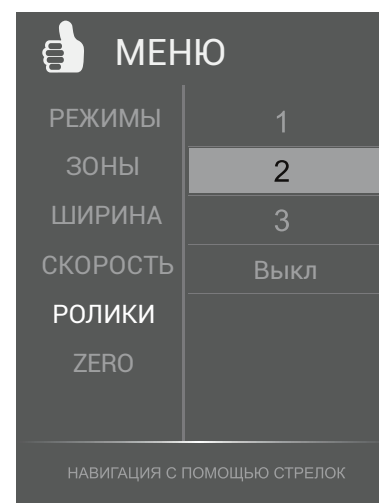 МЕНЮ
РЕЖИМЫ
1
ЗОНЫ
2
ШИРИНА
3
СКОРОСТЬ
Выкл
РОЛИКИ
ZERO
НАВИГАЦИЯ С ПОМОЩЬЮ СТРЕЛОК